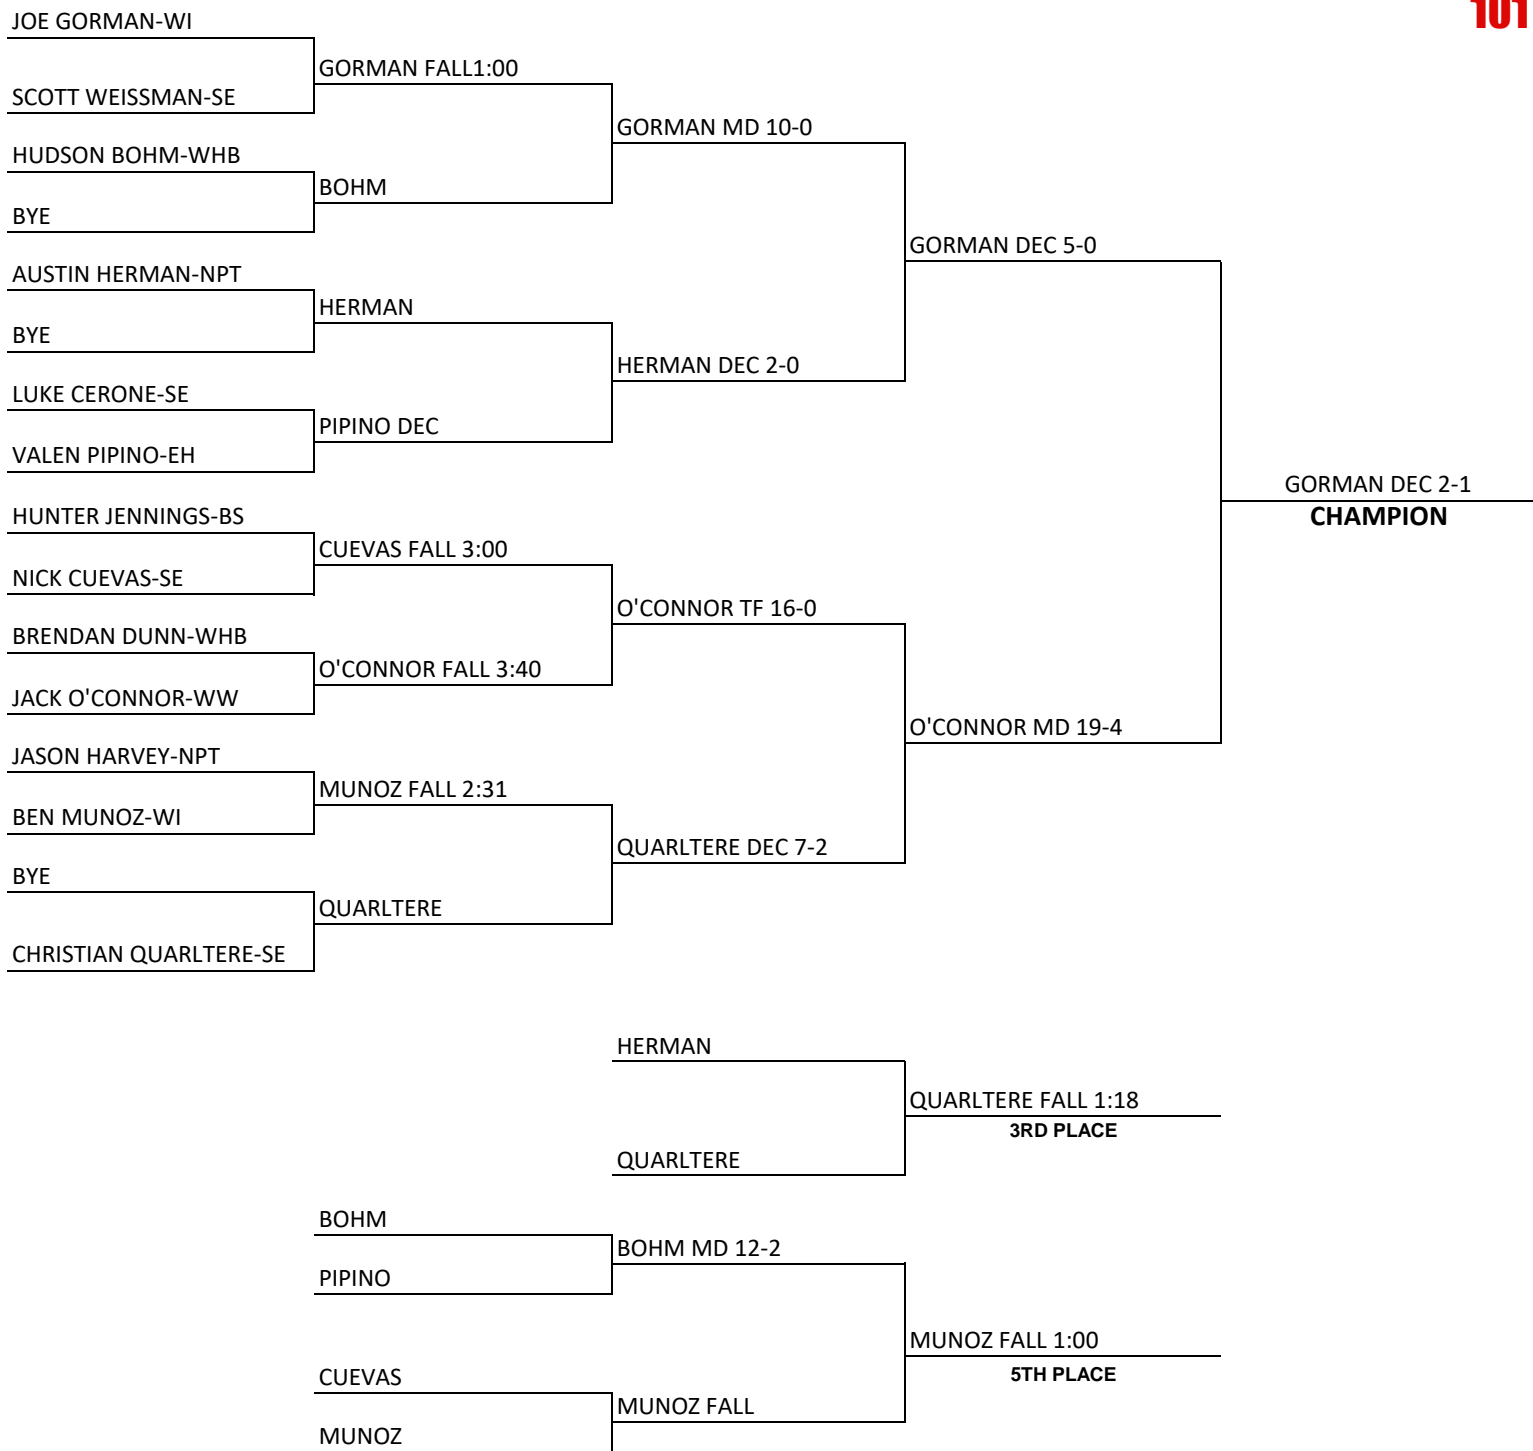 101
JOE GORMAN-WI
GORMAN FALL1:00
SCOTT WEISSMAN-SE
GORMAN MD 10-0
HUDSON BOHM-WHB
BOHM
BYE
GORMAN DEC 5-0
AUSTIN HERMAN-NPT
HERMAN
BYE
HERMAN DEC 2-0
LUKE CERONE-SE
PIPINO DEC
VALEN PIPINO-EH
GORMAN DEC 2-1
CHAMPION
HUNTER JENNINGS-BS
CUEVAS FALL 3:00
NICK CUEVAS-SE
O'CONNOR TF 16-0
BRENDAN DUNN-WHB
O'CONNOR FALL 3:40
JACK O'CONNOR-WW
O'CONNOR MD 19-4
JASON HARVEY-NPT
MUNOZ FALL 2:31
BEN MUNOZ-WI
QUARLTERE DEC 7-2
BYE
QUARLTERE
CHRISTIAN QUARLTERE-SE
HERMAN
QUARLTERE FALL 1:18
3RD PLACE
QUARLTERE
BOHM
BOHM MD 12-2
PIPINO
MUNOZ FALL 1:00
5TH PLACE
CUEVAS
MUNOZ FALL
MUNOZ